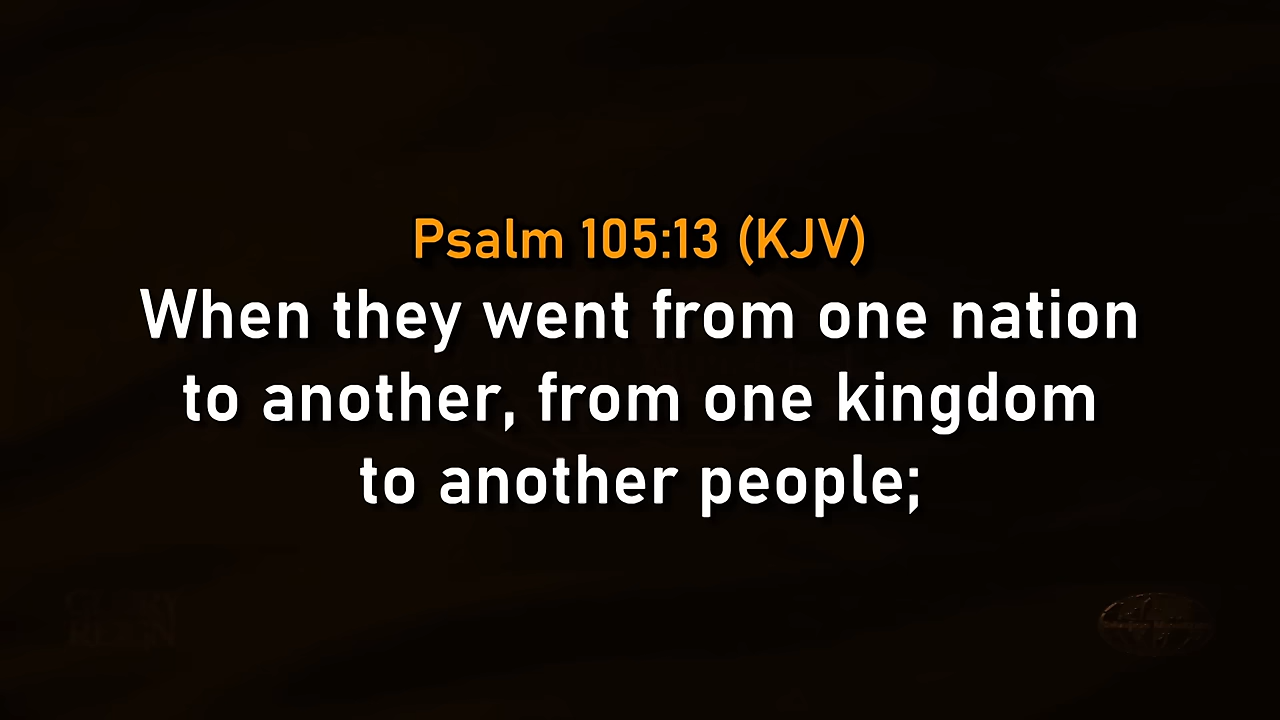 Psalm 105:13 (KJV)
When they went from one nation
to another, from one kingdom
to another people;